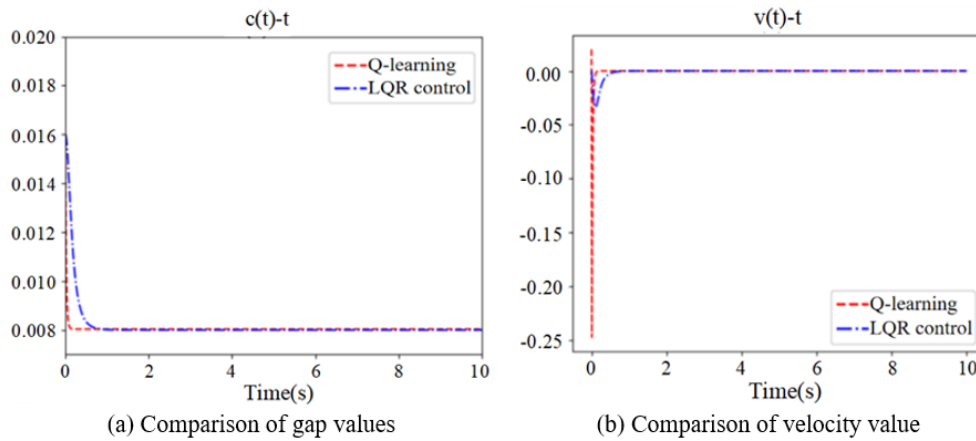 c(t)-t
0.020
0.018
0.016
0.014
0.012
0.010
0.008
0 2 4 6 8 10
Time(s)
Q-learning
LQR control
(a) Comparison of gap values
v(t)-t
0.00
-0.05
-0.10
-0.15
-0.20
-0.25
0 2 4 6 8 10
Time(s)
Q-learning
LQR control
(b) Comparison of velocity value